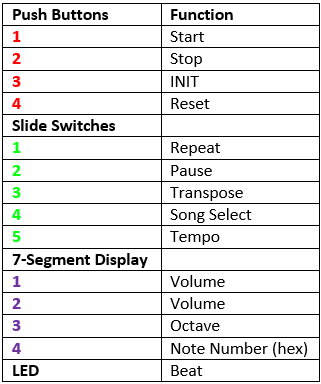 Push Buttons Function
1 Start
2 Stop
3 INIT
4 Reset
Slide Switches
1 Repeat
2 Pause
3 Transpose
4 Song Select
5 Tempo
7-Segment Display
1 Volume
2 Volume
3 Octave
4 Note Number (hex)
LED Beat